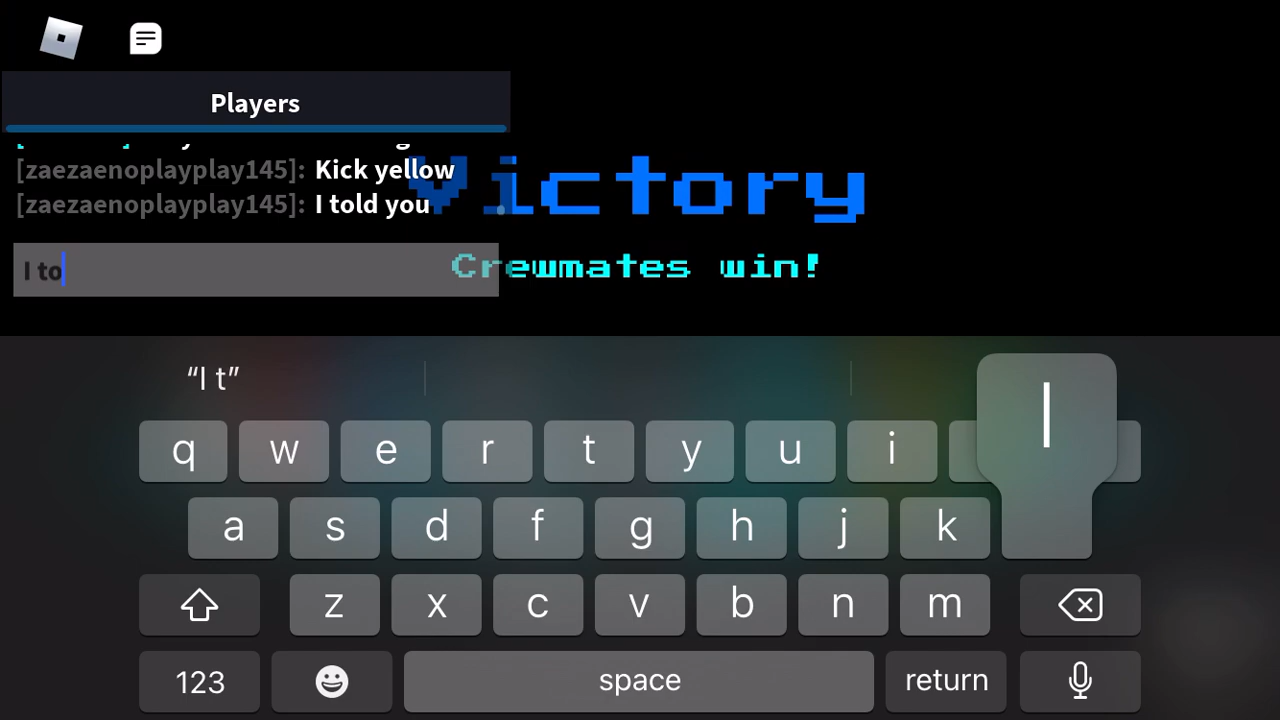 Players
[zaezaenoplayplay145]: Kick yellow
[zaezaenoplayplay145]: I told you
Victory
I to
Crewmates win!
“I t”
q w e r t y u i
l
a s d f g h j k
z x c v b n m
123 space return